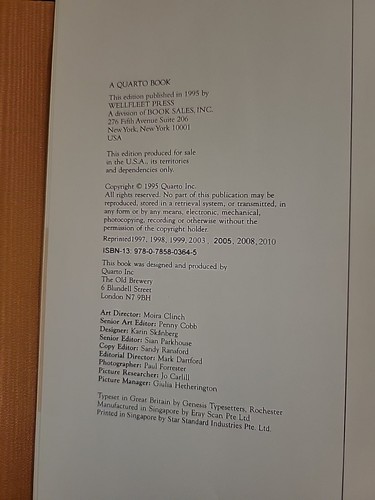 A QUARTO BOOK
This edition published in 1995 by
WELLFLEET PRESS
A division of BOOK SALES, INC.
276 Fifth Avenue Suite 206
New York, New York 10001
USA
This edition produced for sale
in the U.S.A., its territories
and dependencies only.
Copyright © 1995 Quarto Inc.
All rights reserved. No part of this publication may be
reproduced, stored in a retrieval system, or transmitted, in
any form or by any means, electronic, mechanical,
photocopying, recording or otherwise without the
permission of the copyright holder.
Reprinted1997, 1998, 1999, 2003, 2005, 2008, 2010
ISBN-13: 978-0-7858-0364-5
This book was designed and produced by
Quarto Inc
The Old Brewery
6 Blundell Street
London N7 9BH
Art Director: Moira Clinch
Senior Art Editor: Penny Cobb
Designer: Karin Skånberg
Senior Editor: Sian Parkhouse
Copy Editor: Sandy Ransford
Editorial Director: Mark Dartford
Photographer: Paul Forrester
Picture Researcher: Jo Carlill
Picture Manager: Giulia Hetherington
Typeset in Great Britain by Genesis Typesetters, Rochester
Manufactured in Singapore by Eray Scan Pte Ltd
Printed in Singapore by Star Standard Industries Pte. Ltd.